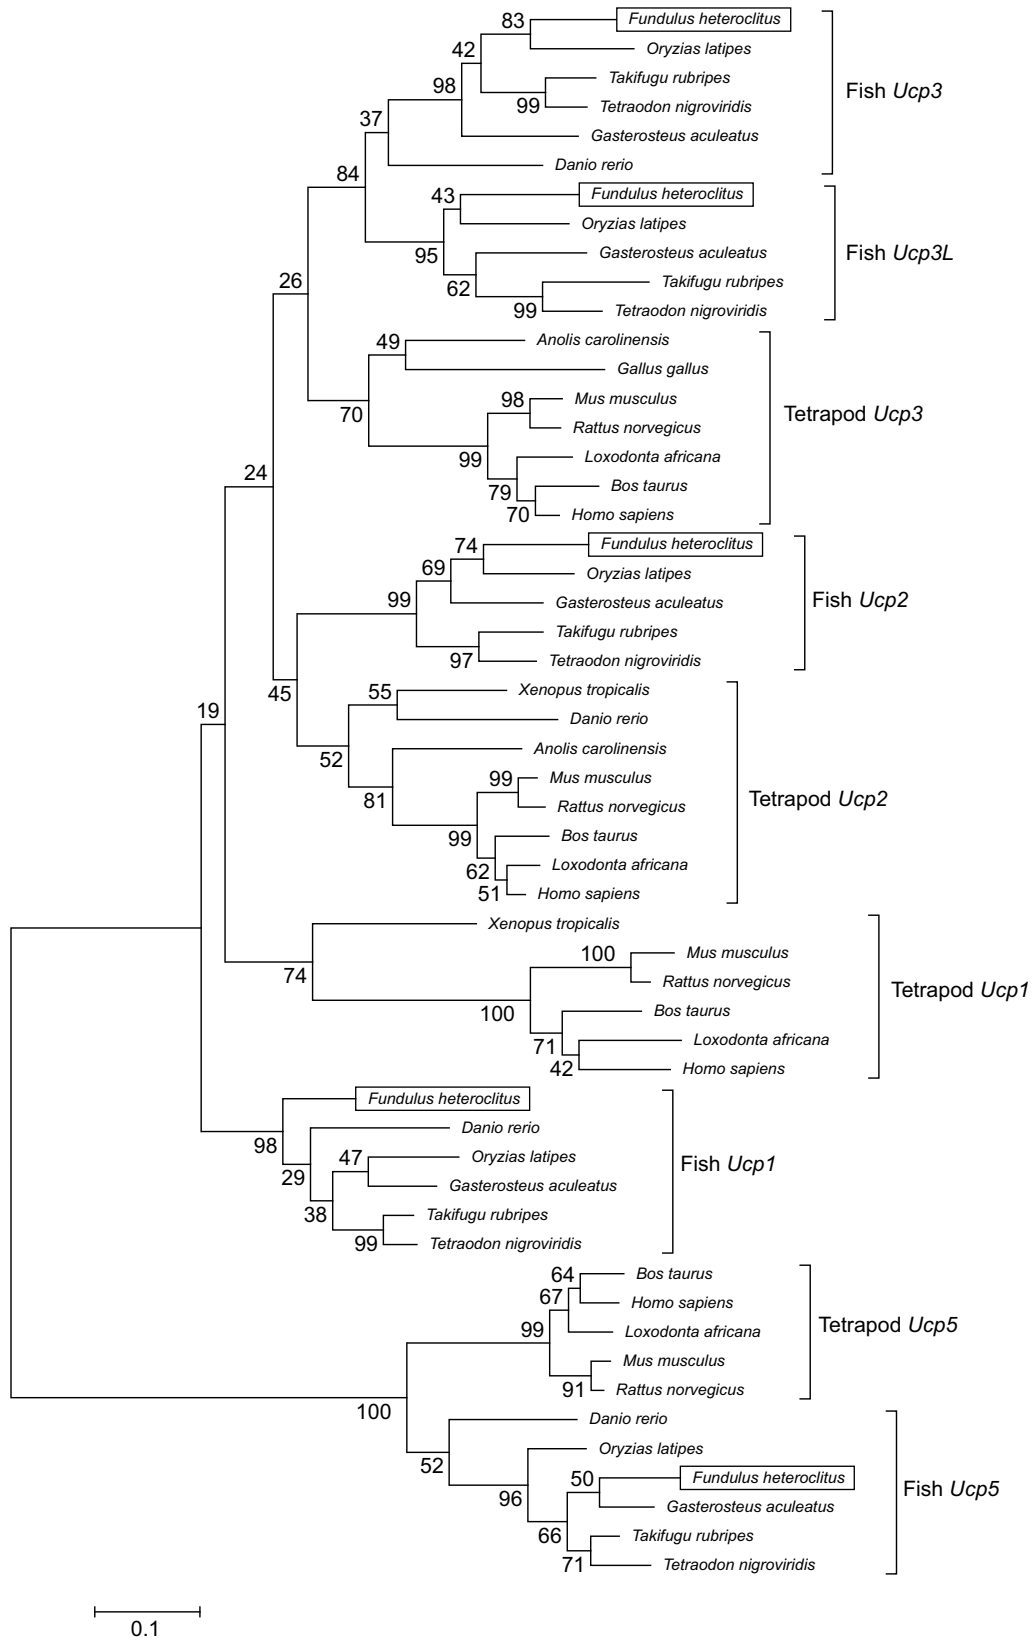 83
Fundulus heteroclitus
42
Oryzias latipes
Takifugu rubripes
98
99
Tetraodon nigroviridis
Fish Ucp3
37
Gasterosteus aculeatus
84
Danio rerio
43
Fundulus heteroclitus
Oryzias latipes
95
Gasterosteus aculeatus
Fish Ucp3L
62
Takifugu rubripes
26
99
Tetraodon nigroviridis
49
Anolis carolinensis
Gallus gallus
70
98
Mus musculus
Tetrapod Ucp3
Rattus norvegicus
99
Loxodonta africana
79
Bos taurus
70
Homo sapiens
24
74
Fundulus heteroclitus
69
Oryzias latipes
99
Gasterosteus aculeatus
Fish Ucp2
Takifugu rubripes
97
Tetraodon nigroviridis
45
55
Xenopus tropicalis
19
Danio rerio
52
Anolis carolinensis
81
99
Mus musculus
Tetrapod Ucp2
Rattus norvegicus
99
Bos taurus
62
Loxodonta africana
51
Homo sapiens
Xenopus tropicalis
74
100
Mus musculus
Rattus norvegicus
Tetrapod Ucp1
100
Bos taurus
71
Loxodonta africana
42
Homo sapiens
Fundulus heteroclitus
98
Danio rerio
29
47
Oryzias latipes
Fish Ucp1
Gasterosteus aculeatus
38
Takifugu rubripes
99
Tetraodon nigroviridis
64
Bos taurus
67
Homo sapiens
99
Loxodonta africana
Tetrapod Ucp5
Mus musculus
91
Rattus norvegicus
100
Danio rerio
52
Oryzias latipes
50
Fundulus heteroclitus
Fish Ucp5
96
Gasterosteus aculeatus
66
Takifugu rubripes
71
Tetraodon nigroviridis
0.1